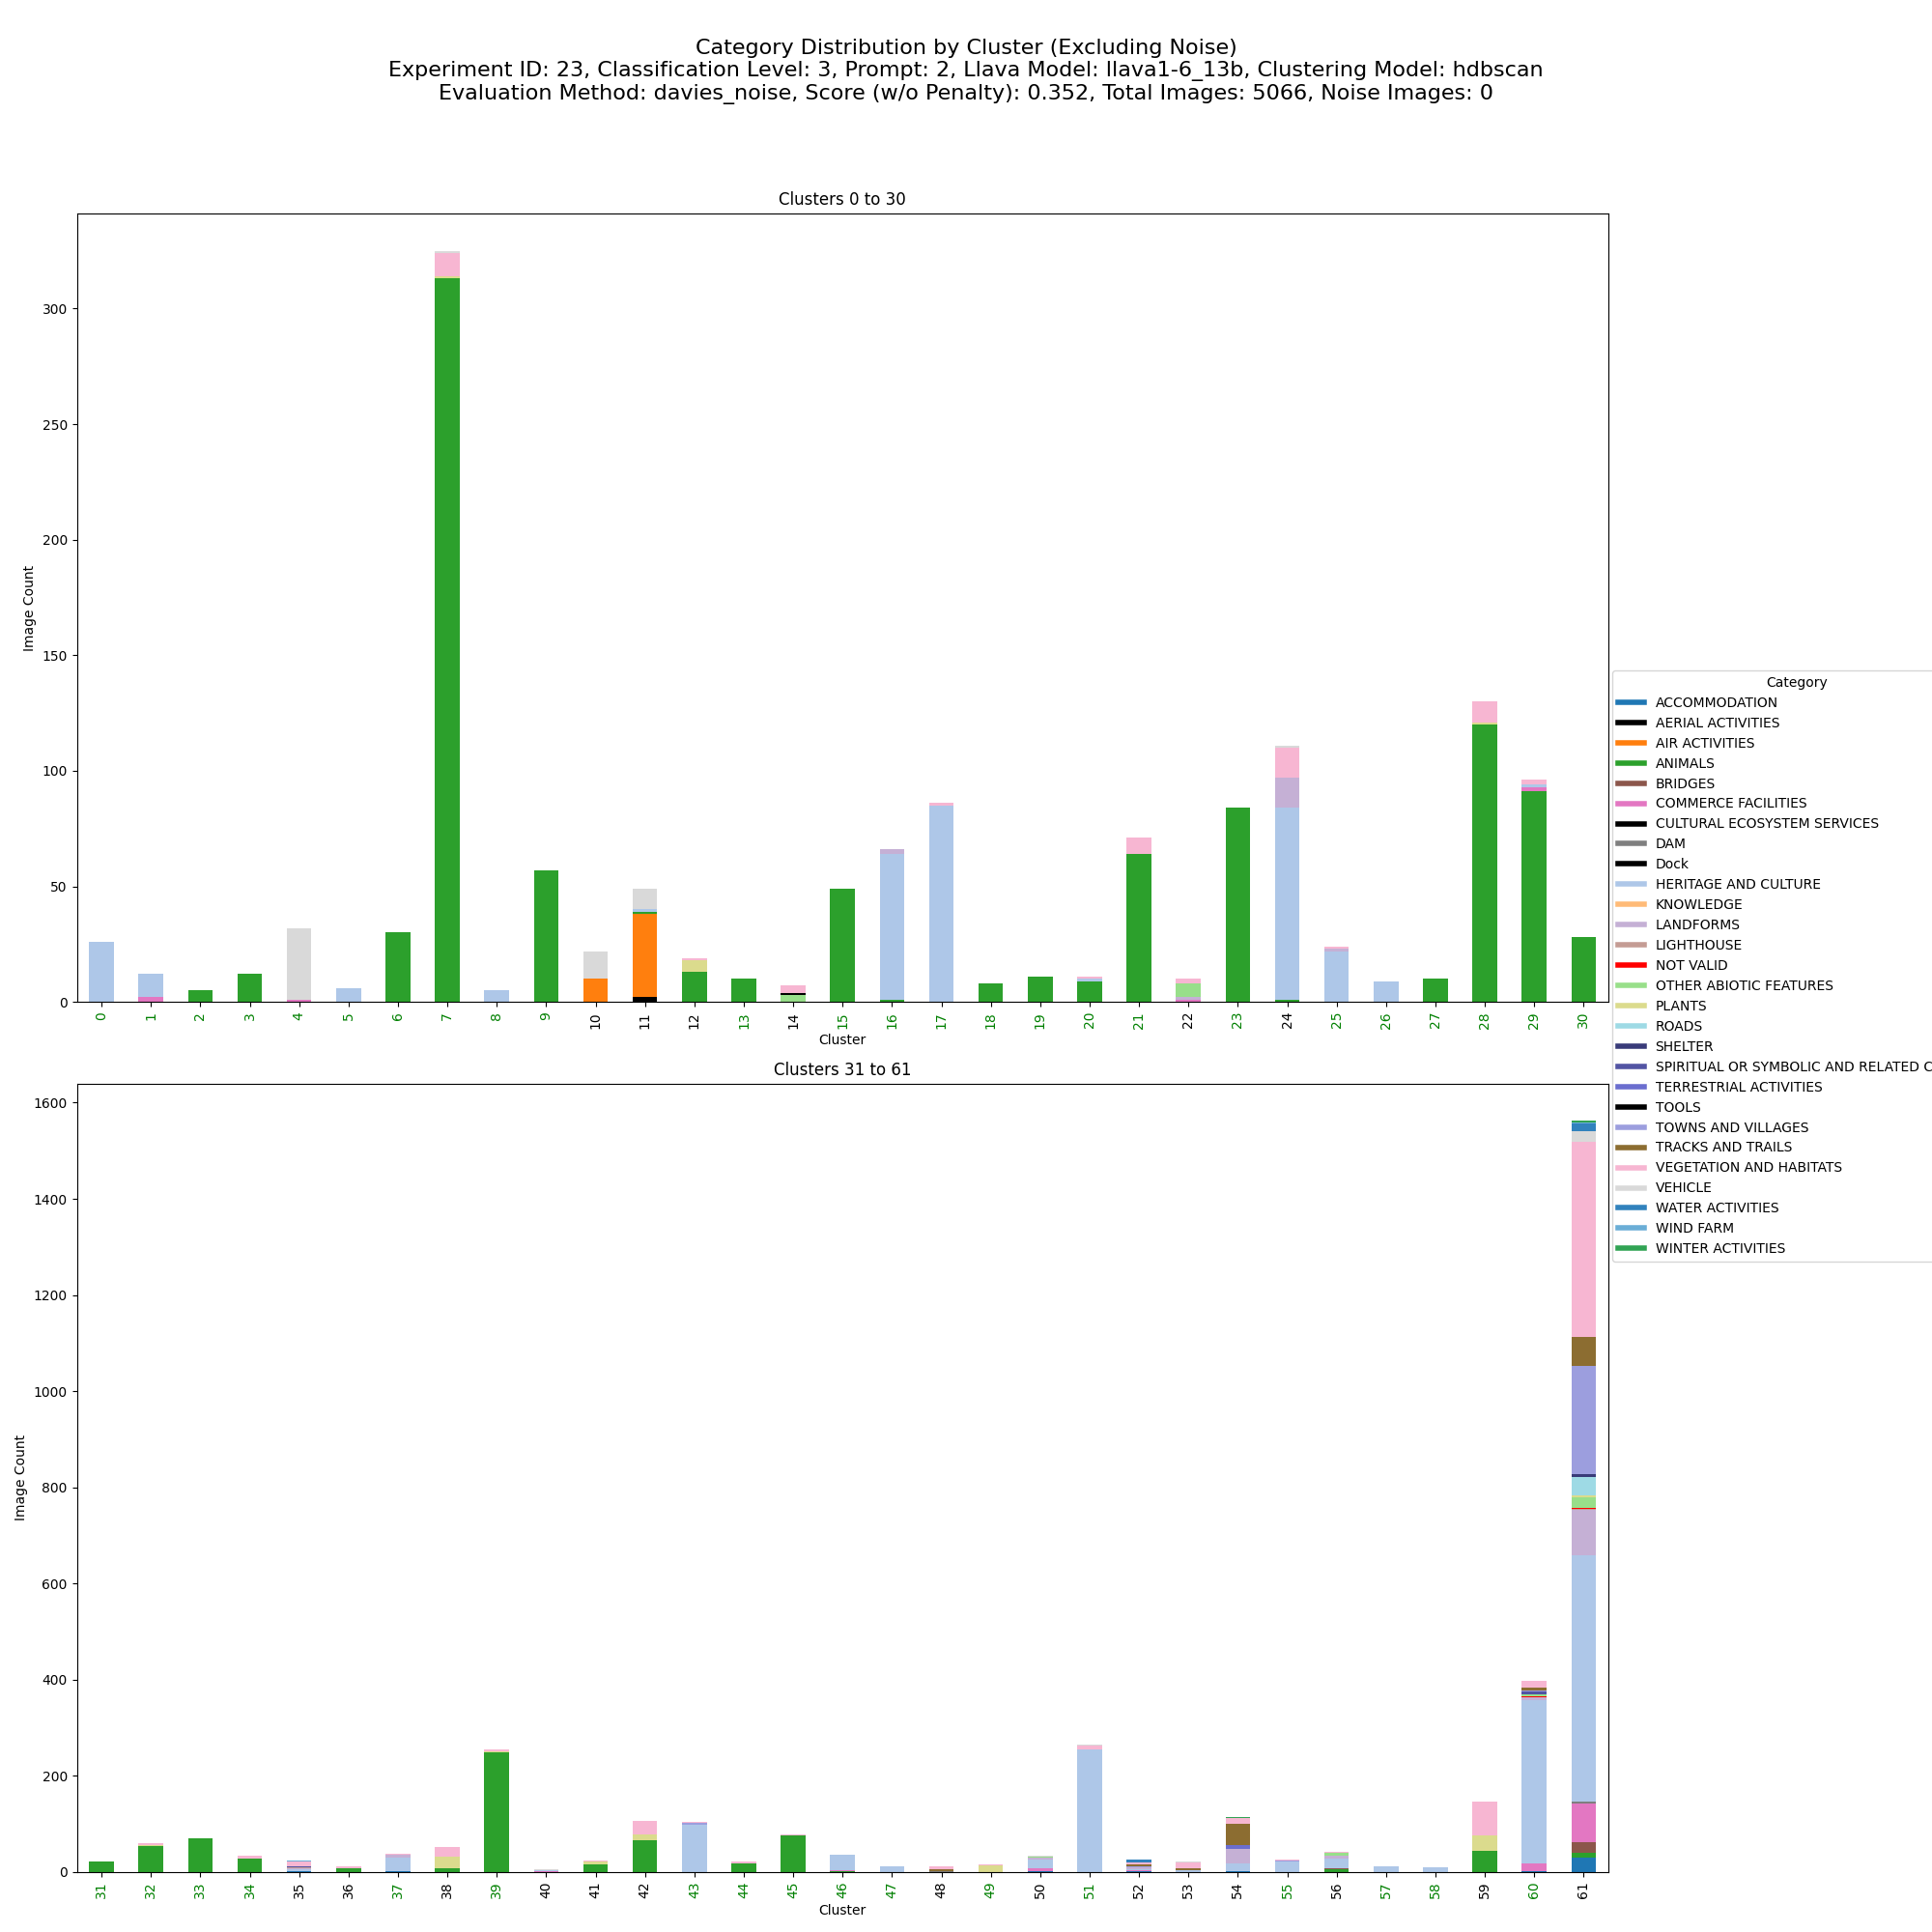 Category Distribution by Cluster (Excluding Noise)
Experiment ID: 23, Classification Level: 3, Prompt: 2, Llava Model: llava1-6_13b, Clustering Model: hdbscan
Evaluation Method: davies_noise, Score (w/o Penalty): 0.352, Total Images: 5066, Noise Images: 0
Clusters 0 to 30
Image Count
300
250
200
150
100
50
0
0 1 2 3 4 5 6 7 8 9 10 11 12 13 14 15 16 17 18 19 20 21 22 23 24 25 26 27 28 29 30
Cluster
Category
ACCOMMODATION
AERIAL ACTIVITIES
AIR ACTIVITIES
ANIMALS
BRIDGES
COMMERCE FACILITIES
CULTURAL ECOSYSTEM SERVICES
DAM
Dock
HERITAGE AND CULTURE
KNOWLEDGE
LANDFORMS
LIGHTHOUSE
NOT VALID
OTHER ABIOTIC FEATURES
PLANTS
ROADS
SHELTER
SPIRITUAL OR SYMBOLIC AND RELATED C
TERRESTRIAL ACTIVITIES
TOOLS
TOWNS AND VILLAGES
TRACKS AND TRAILS
VEGETATION AND HABITATS
VEHICLE
WATER ACTIVITIES
WIND FARM
WINTER ACTIVITIES
Clusters 31 to 61
Image Count
1600
1400
1200
1000
800
600
400
200
0
31 32 33 34 35 36 37 38 39 40 41 42 43 44 45 46 47 48 49 50 51 52 53 54 55 56 57 58 59 60 61
Cluster